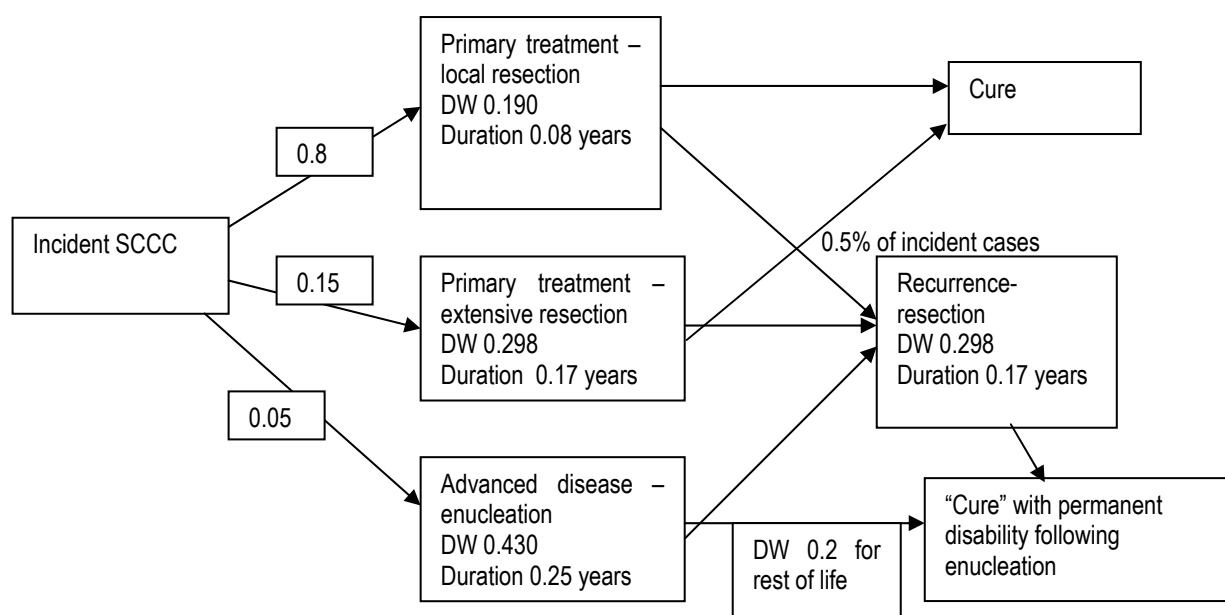 Primary treatment –
local resection
DW 0.190
Duration 0.08 years
Cure
0.8
Incident SCCC
0.5% of incident cases
0.15
Primary treatment –
extensive resection
DW 0.298
Duration 0.17 years
Recurrence-
resection
DW 0.298
Duration 0.17 years
0.05
Advanced disease –
enucleation
DW 0.430
Duration 0.25 years
DW 0.2 for
rest of life
“Cure” with permanent
disability following
enucleation